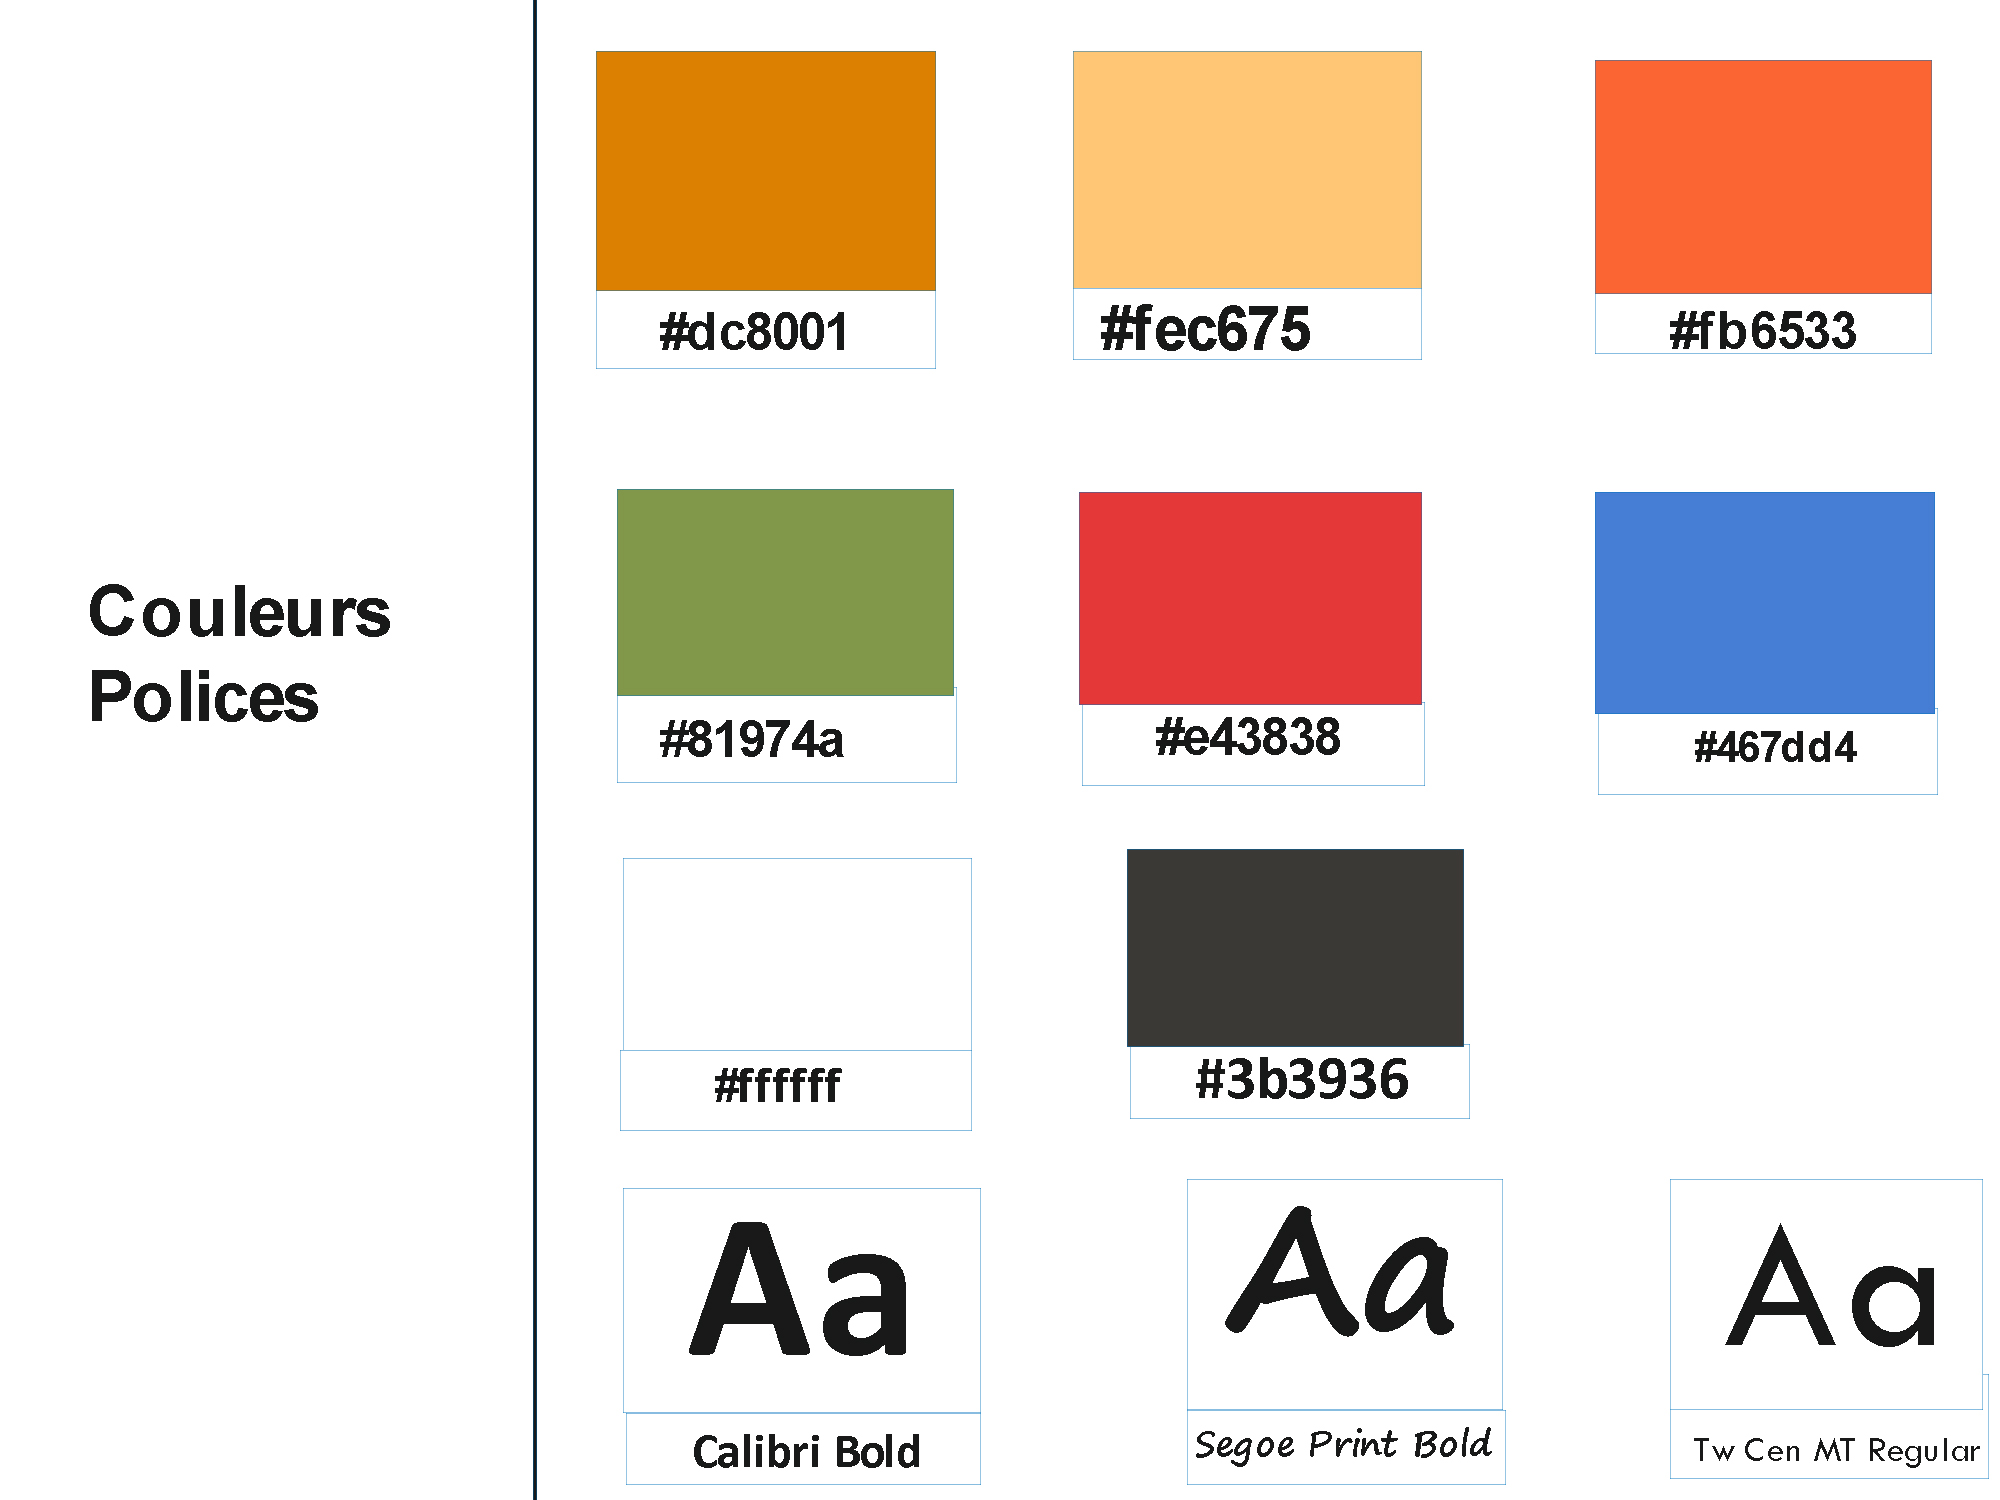 Couleurs
Polices
#dc8001
#fec675
#fb6533
#81974a
#e43838
#467dd4
#ffffff
#3b3936
Aa
Aa
Aa
Calibri Bold
Segoe Print Bold
Tw Cen MT Regular